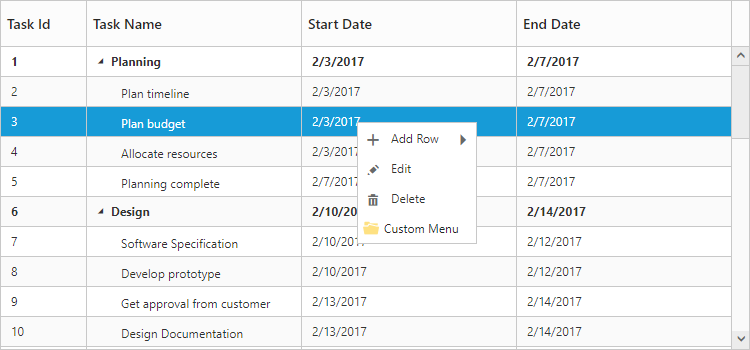 Task Id Task Name Start Date End Date
1 Planning 2/3/2017 2/7/2017
2 Plan timeline 2/3/2017 2/7/2017
3 Plan budget 2/3/2017 2/7/2017
Add Row
4 Allocate resources 2/3/2017 2/7/2017
Edit
5 Planning complete 2/7/2017 2/7/2017
Delete
6 Design 2/10/20 2/14/2017
Custom Menu
7 Software Specification 2/10/2017 2/12/2017
8 Develop prototype 2/10/2017 2/12/2017
9 Get approval from customer 2/13/2017 2/14/2017
10 Design Documentation 2/13/2017 2/14/2017